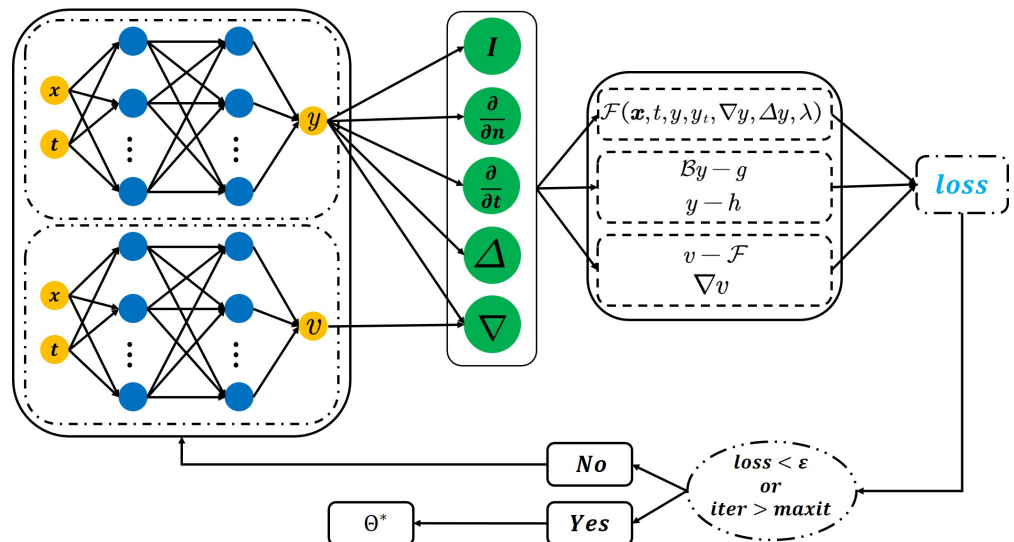 x
t
y
x
t
v
I
∂/∂n
∂/∂t
Δ
∇
ℱ(x, t, y, y_t, ∇y, Δy, λ)
ℬy − g
y − h
v − ℱ
∇v
loss
loss < ε
or
iter > maxit
No
Yes
Θ*